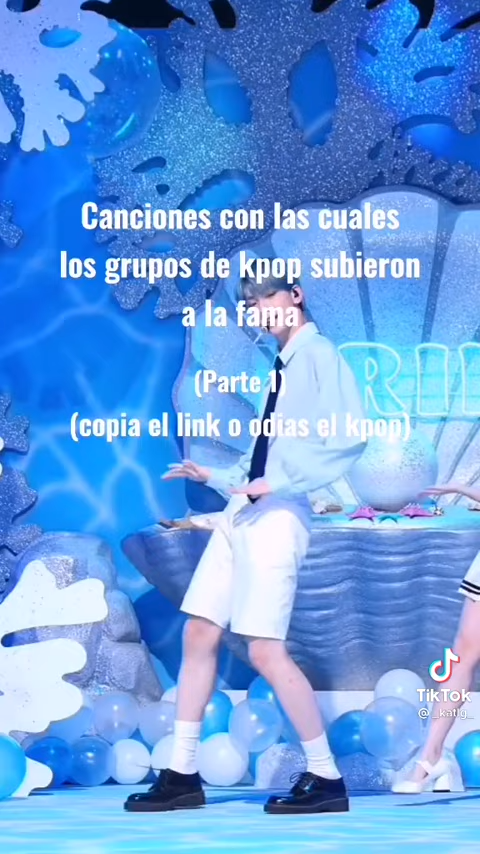 Canciones con las cuales
los grupos de kpop subieron
a la fama
(Parte 1)
(copia el link o odias el kpop)
TikTok
@_katlg_